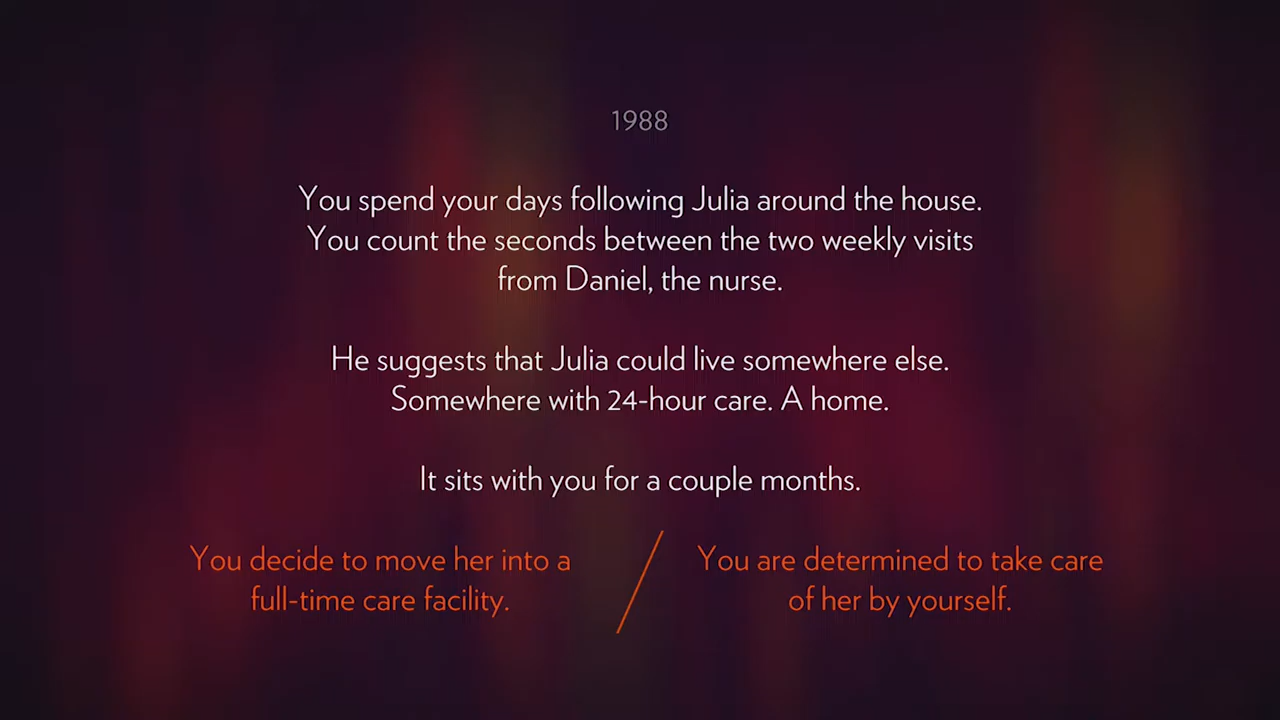 1988
You spend your days following Julia around the house.
You count the seconds between the two weekly visits
from Daniel, the nurse.
He suggests that Julia could live somewhere else.
Somewhere with 24-hour care. A home.
It sits with you for a couple months.
You decide to move her into a
full-time care facility.
You are determined to take care
of her by yourself.